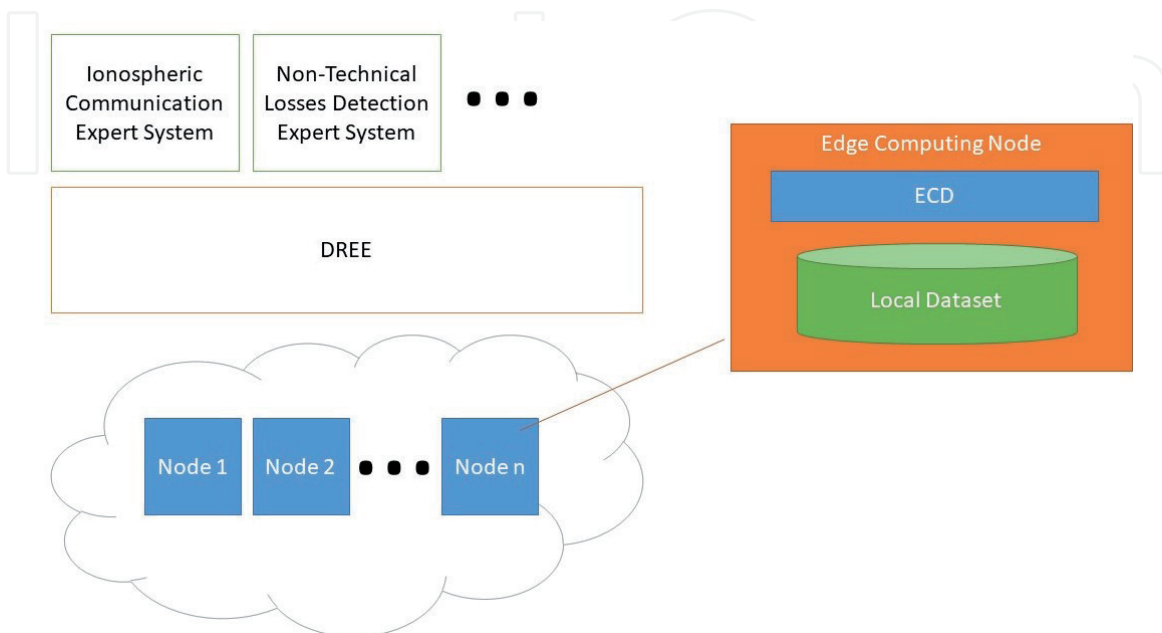 Ionospheric
Communication
Expert System
Non-Technical
Losses Detection
Expert System
DREE
Edge Computing Node
ECD
Local Dataset
Node 1
Node 2
Node n